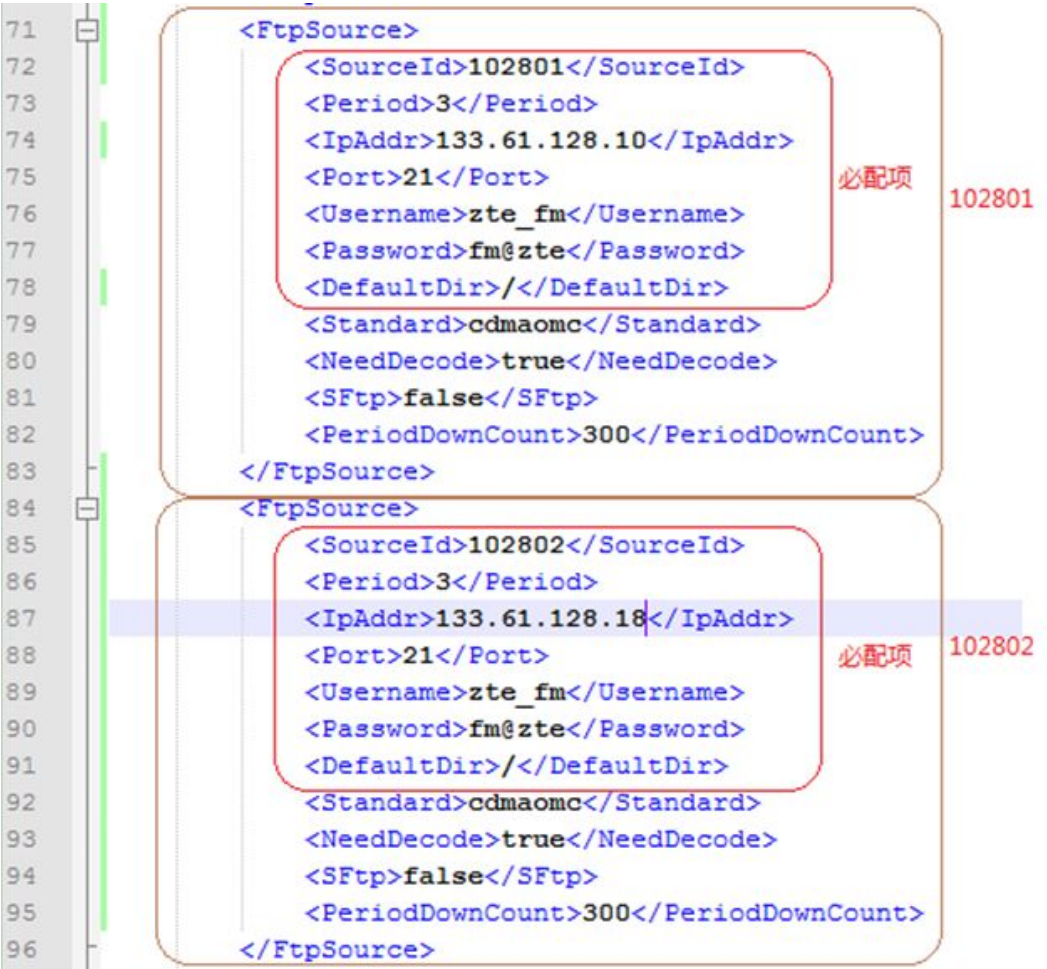 71 <FtpSource>
72 <SourceId>102801</SourceId>
73 <Period>3</Period>
74 <IpAddr>133.61.128.10</IpAddr>
75 <Port>21</Port> 必配项
76 <Username>zte_fm</Username> 102801
77 <Password>fm@zte</Password>
78 <DefaultDir>/</DefaultDir>
79 <Standard>cdmaomc</Standard>
80 <NeedDecode>true</NeedDecode>
81 <SFtp>false</SFtp>
82 <PeriodDownCount>300</PeriodDownCount>
83 </FtpSource>
84 <FtpSource>
85 <SourceId>102802</SourceId>
86 <Period>3</Period>
87 <IpAddr>133.61.128.18</IpAddr>
88 <Port>21</Port> 必配项 102802
89 <Username>zte_fm</Username>
90 <Password>fm@zte</Password>
91 <DefaultDir>/</DefaultDir>
92 <Standard>cdmaomc</Standard>
93 <NeedDecode>true</NeedDecode>
94 <SFtp>false</SFtp>
95 <PeriodDownCount>300</PeriodDownCount>
96 </FtpSource>